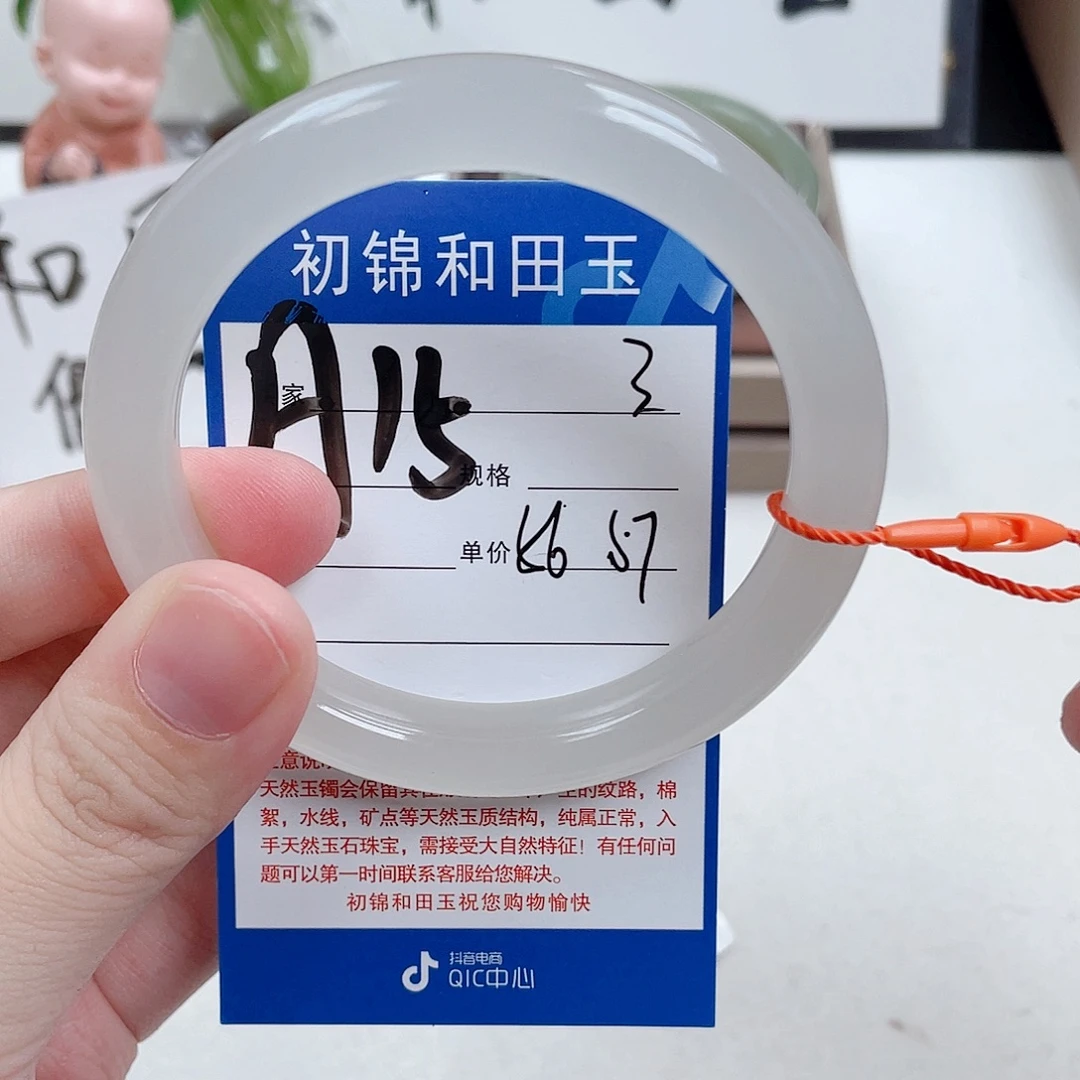 初锦和田玉
家
A15
3
规格
单价 56 57
天然玉镯会保留其在
的纹路，棉
絮，水线，矿点等天然玉质结构，纯属正常，入
手天然玉石珠宝，需接受大自然特征！有任何问
题可以第一时间联系客服给您解决。
初锦和田玉祝您购物愉快
抖音电商
QIC中心
和